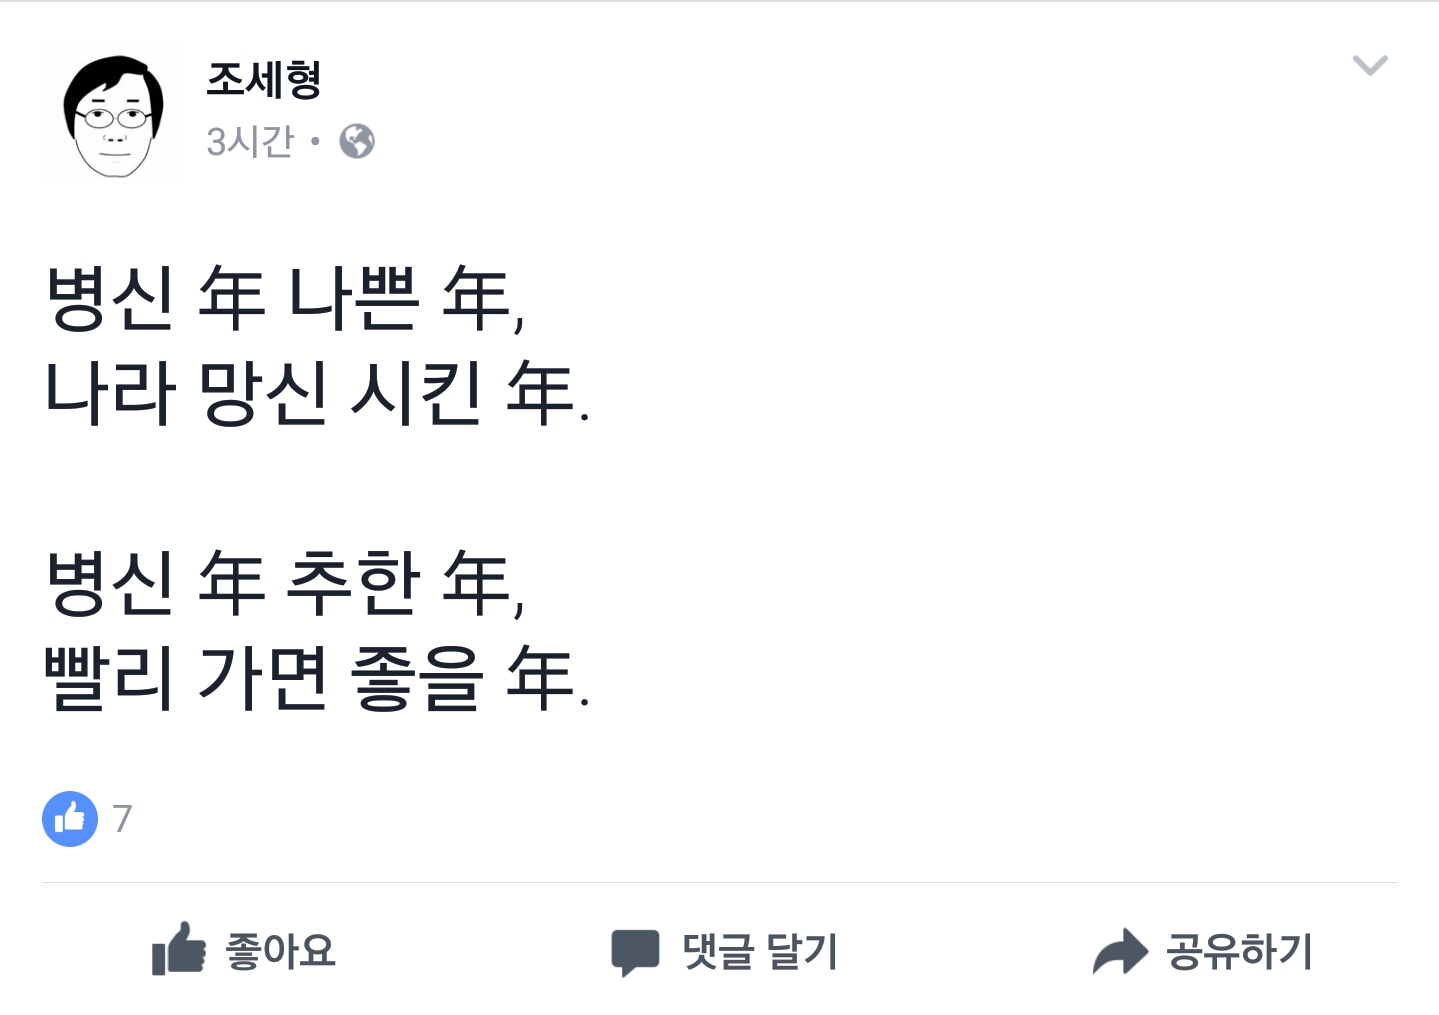 조세형
3시간 •
병신 年 나쁜 年,
나라 망신 시킨 年.
병신 年 추한 年,
빨리 가면 좋을 年.
7
좋아요
댓글 달기
공유하기